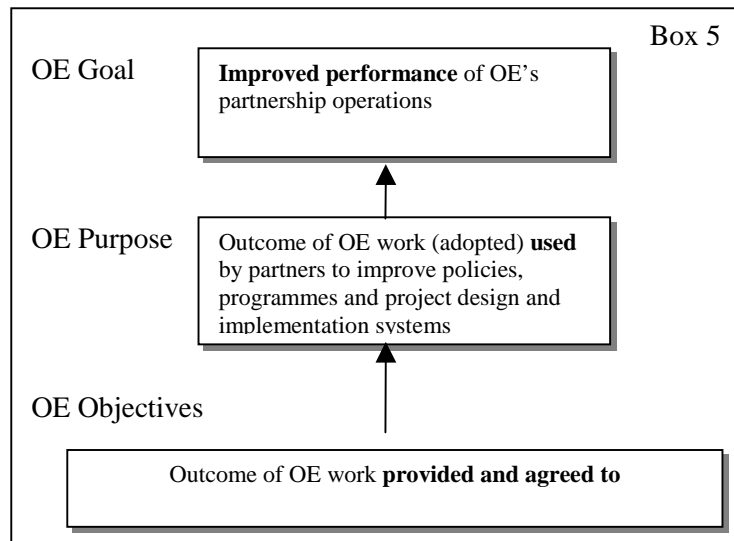 Box 5
OE Goal
Improved performance of OE’s
partnership operations
OE Purpose
Outcome of OE work (adopted) used
by partners to improve policies,
programmes and project design and
implementation systems
OE Objectives
Outcome of OE work provided and agreed to